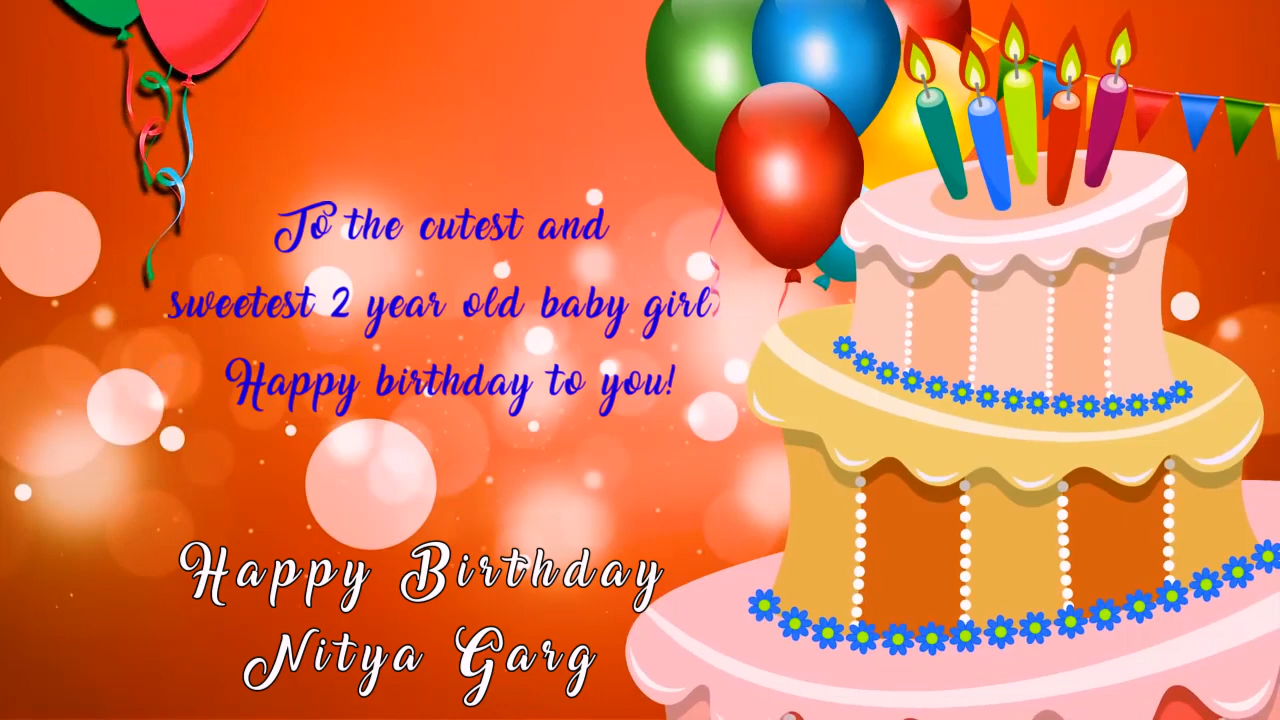 To the cutest and
sweetest 2 year old baby girl
Happy birthday to you!
Happy Birthday
Nitya Garg